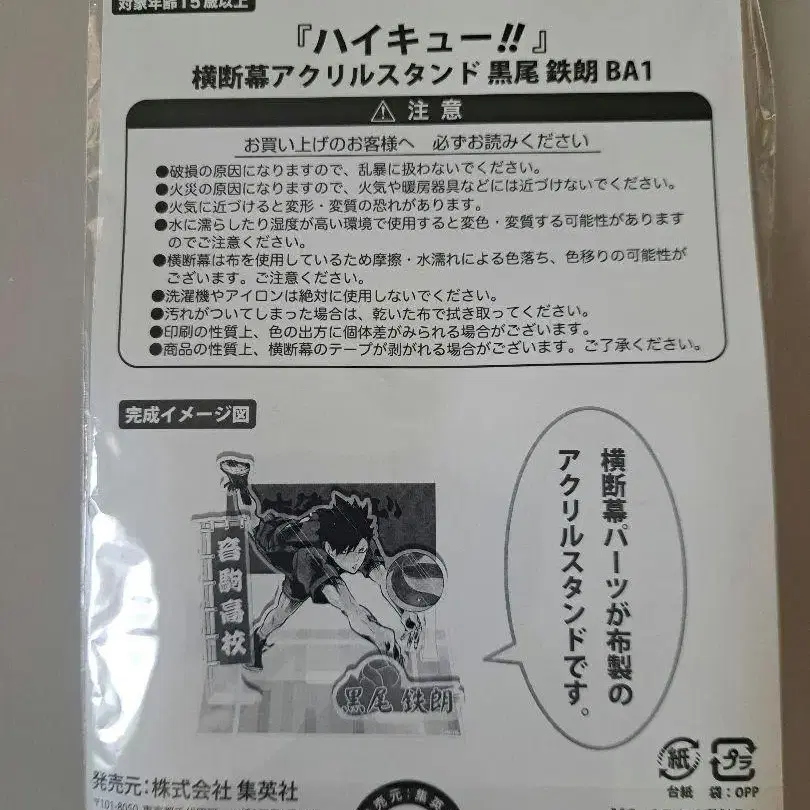 対象年齢15歳以上
『ハイキュー!!』
横断幕アクリルスタンド 黒尾 鉄朗 BA1
注意
お買い上げのお客様へ 必ずお読みください
●破損の原因になりますので、乱暴に扱わないでください。
●火災の原因になりますので、火気や暖房器具などには近づけないでください。
●火気に近づけると変形・変質の恐れがあります。
●水に濡らしたり湿度が高い環境で使用すると変色・変質する可能性があります
のでご注意ください。
●横断幕は布を使用しているため摩擦・水濡れによる色落ち、色移りの可能性が
ございます。ご注意ください。
●洗濯機やアイロンは絶対に使用しないでください。
●汚れがついてしまった場合は、乾いた布で拭き取ってください。
●印刷の性質上、色の出方に個体差がみられる場合がございます。
●商品の性質上、横断幕のテープが剥がれる場合がございます。ご了承ください。
完成イメージ図
横断幕パーツが布製の
アクリルスタンドです。
音駒高校
黒尾 鉄朗
紙
台紙
プラ
袋:OPP
発売元:株式会社 集英社
〒101-8050
発売元:集英